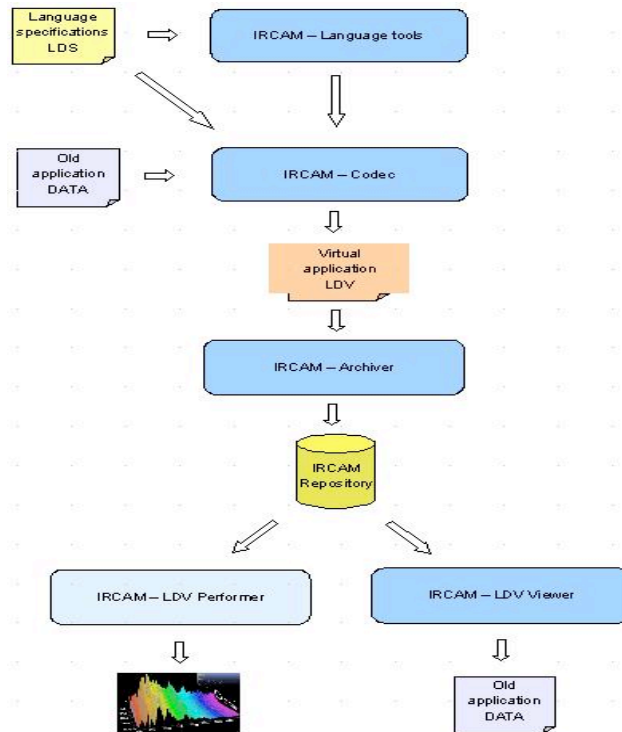 Language
specifications
LDS
IRCAM – Language tools
Old
application
DATA
IRCAM – Codec
Virtual
application
LDV
IRCAM – Archiver
IRCAM
Repository
IRCAM – LDV Performer
IRCAM – LDV Viewer
Old
application
DATA